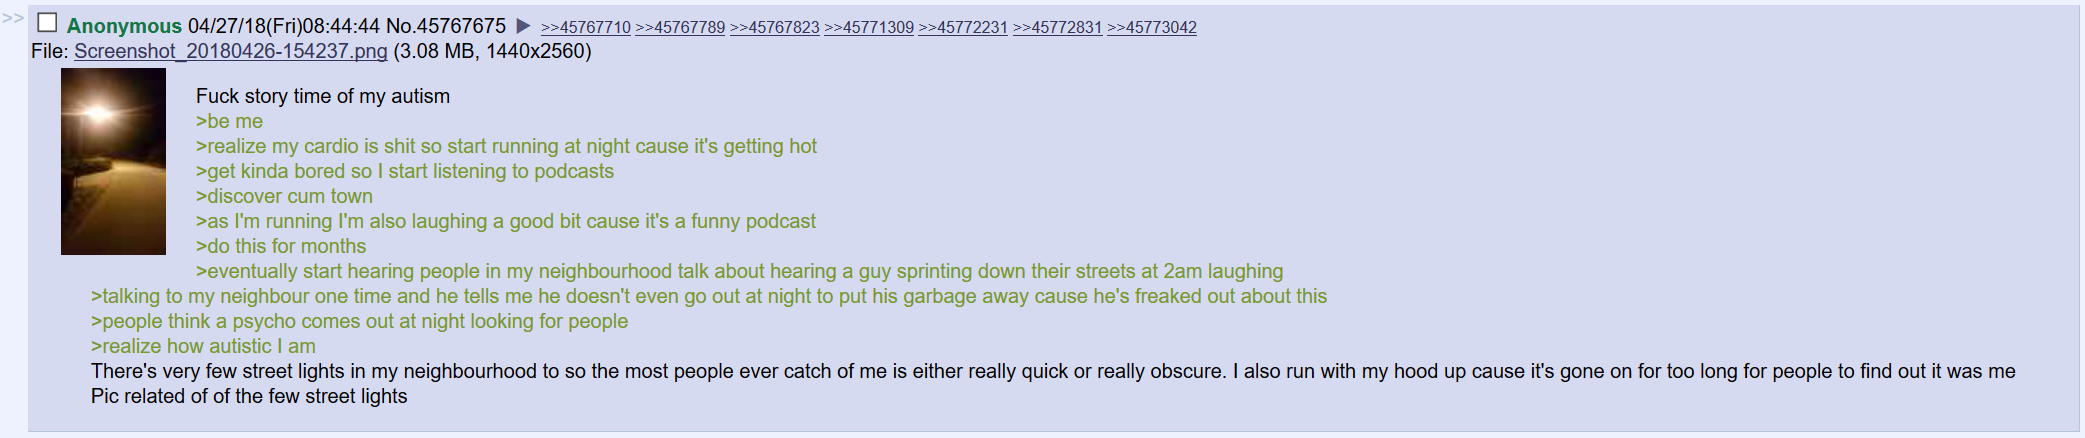 >> Anonymous 04/27/18(Fri)08:44:44 No.45767675 ▶ >>45767710 >>45767789 >>45767823 >>45771309 >>45772231 >>45772831 >>45773042
File: Screenshot_20180426-154237.png (3.08 MB, 1440x2560)
Fuck story time of my autism
>be me
>realize my cardio is shit so start running at night cause it's getting hot
>get kinda bored so I start listening to podcasts
>discover cum town
>as I'm running I'm also laughing a good bit cause it's a funny podcast
>do this for months
>eventually start hearing people in my neighbourhood talk about hearing a guy sprinting down their streets at 2am laughing
>talking to my neighbour one time and he tells me he doesn't even go out at night to put his garbage away cause he's freaked out about this
>people think a psycho comes out at night looking for people
>realize how autistic I am
There's very few street lights in my neighbourhood to so the most people ever catch of me is either really quick or really obscure. I also run with my hood up cause it's gone on for too long for people to find out it was me
Pic related of of the few street lights